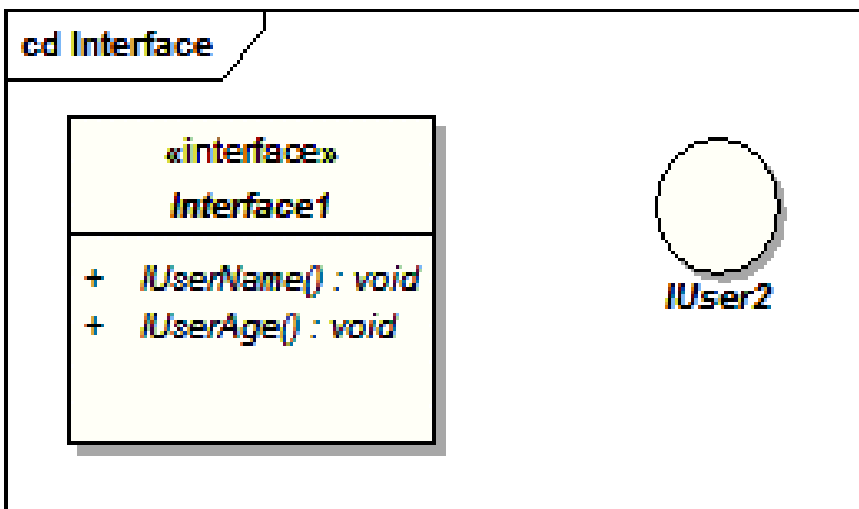 cd Interface
«interface»
Interface1
+ IUserName() : void
+ IUserAge() : void
IUser2